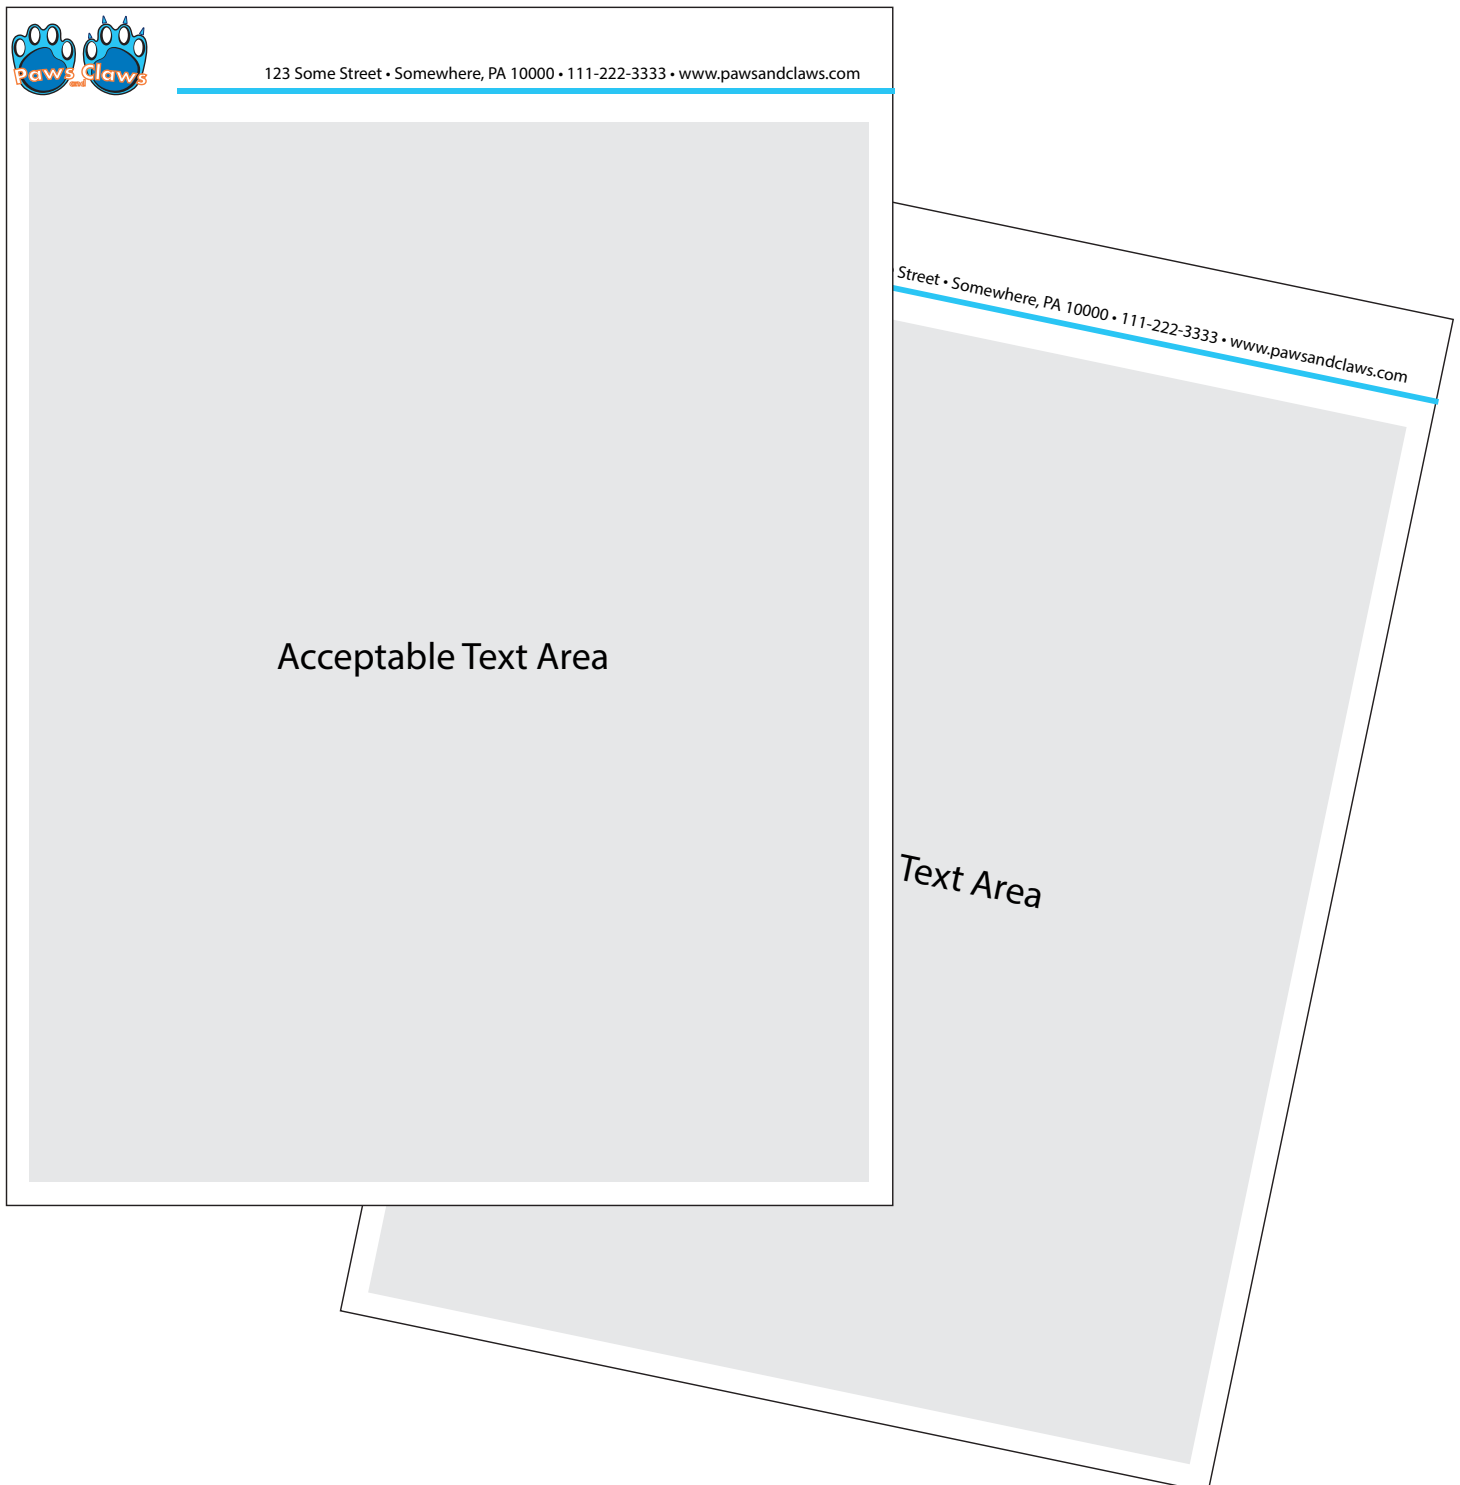 Paws and Claws
123 Some Street • Somewhere, PA 10000 • 111-222-3333 • www.pawsandclaws.com
Acceptable Text Area
Street • Somewhere, PA 10000 • 111-222-3333 • www.pawsandclaws.com
Text Area